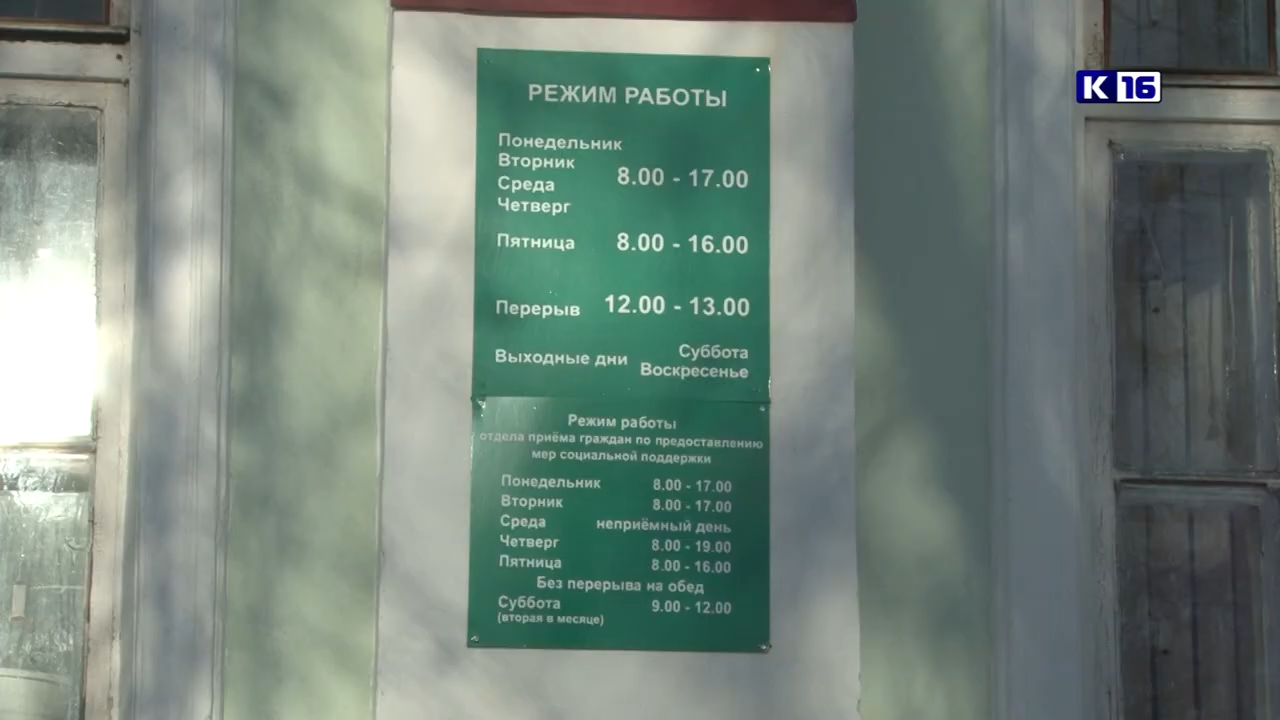 К 16
РЕЖИМ РАБОТЫ
Понедельник
Вторник
Среда
Четверг
8.00 - 17.00
Пятница 8.00 - 16.00
Перерыв 12.00 - 13.00
Выходные дни Суббота
Воскресенье
Режим работы
отдела приёма граждан по предоставлению
мер социальной поддержки
Понедельник 8.00 - 17.00
Вторник 8.00 - 17.00
Среда неприёмный день
Четверг 8.00 - 19.00
Пятница 8.00 - 16.00
Без перерыва на обед
Суббота 9.00 - 12.00
(вторая в месяце)